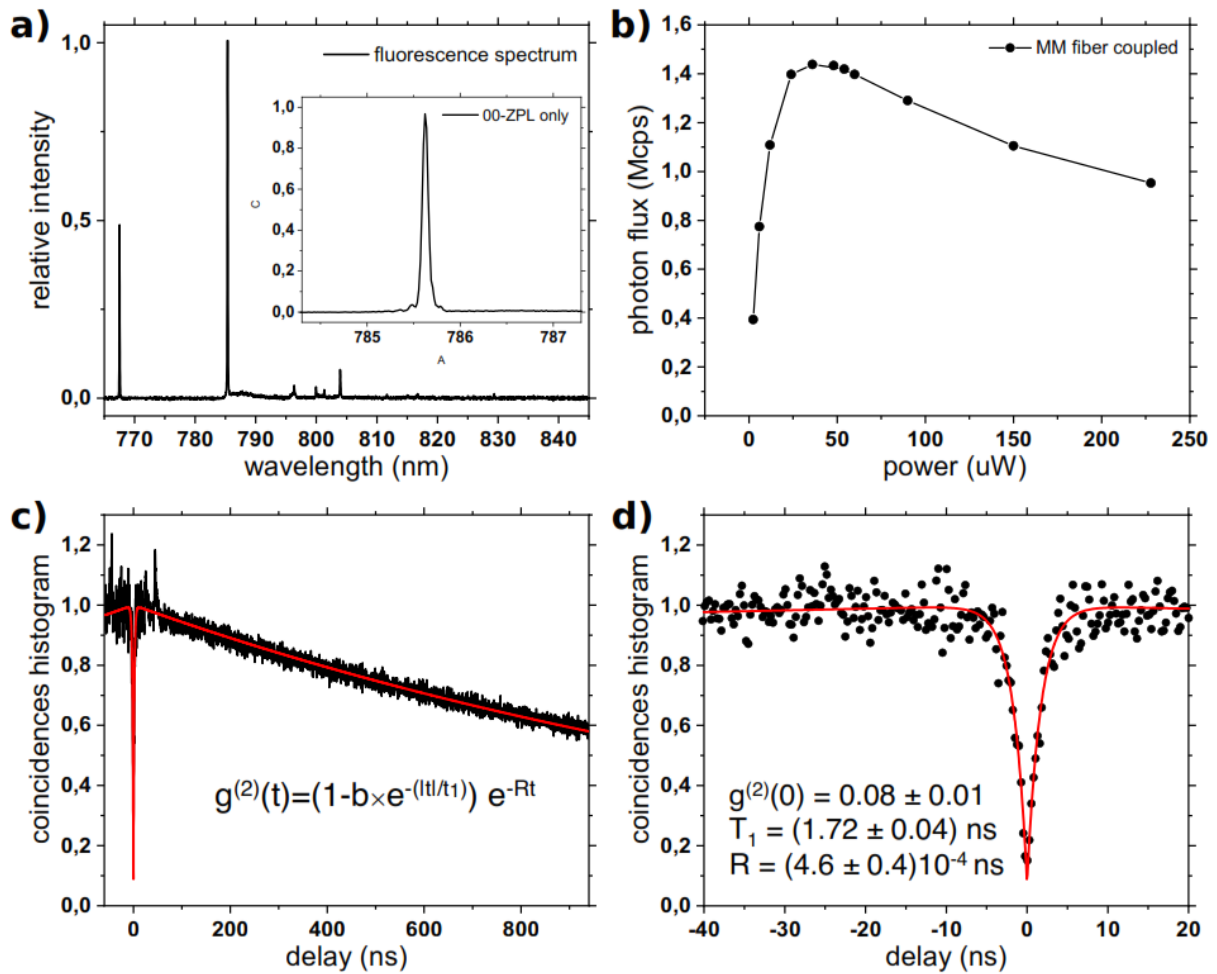 a)
fluorescence spectrum
00-ZPL only
1,0
0,8
0,6
0,4
0,2
0,0
C
785 786 787
A
1,0
0,5
0,0
relative intensity
770 780 790 800 810 820 830 840
wavelength (nm)
b)
MM fiber coupled
1,6
1,4
1,2
1,0
0,8
0,6
0,4
0,2
0,0
photon flux (Mcps)
0 50 100 150 200 250
power (uW)
c)
1,2
1,0
0,8
0,6
0,4
0,2
0,0
coincidences histogram
g(2)(t)=(1-b×e-(ltl/t1)) e-Rt
0 200 400 600 800
delay (ns)
d)
1,2
1,0
0,8
0,6
0,4
0,2
0,0
coincidences histogram
g(2)(0) = 0.08 ± 0.01
T1 = (1.72 ± 0.04) ns
R = (4.6 ± 0.4)10-4 ns
-40 -30 -20 -10 0 10 20
delay (ns)